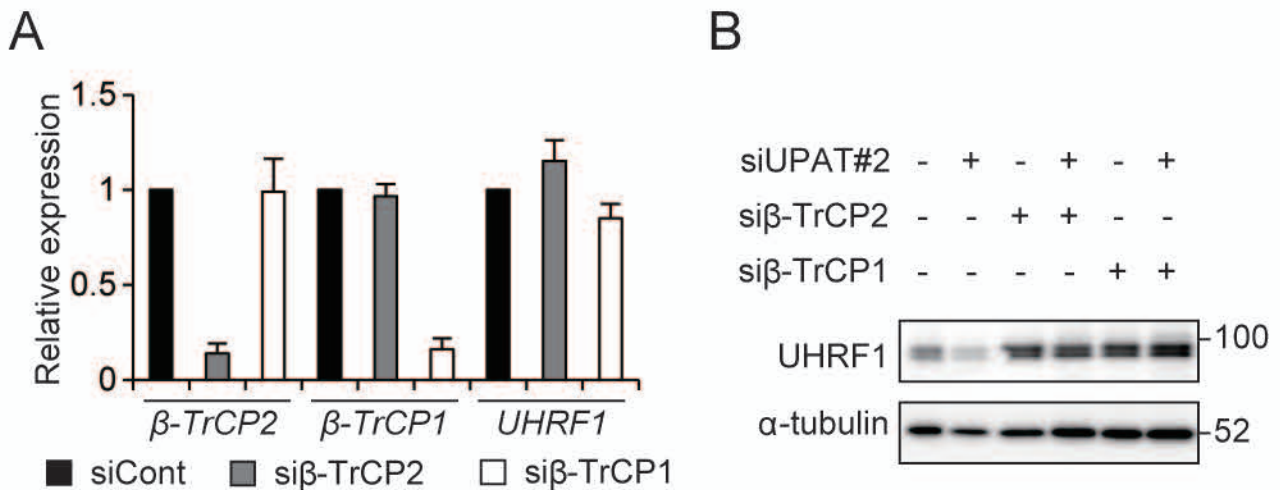 A
Relative expression
1.5
1
0.5
0
β-TrCP2 β-TrCP1 UHRF1
siCont siβ-TrCP2 siβ-TrCP1
B
siUPAT#2 - + - + - +
siβ-TrCP2 - - + + - -
siβ-TrCP1 - - - - + +
UHRF1 -100
α-tubulin -52